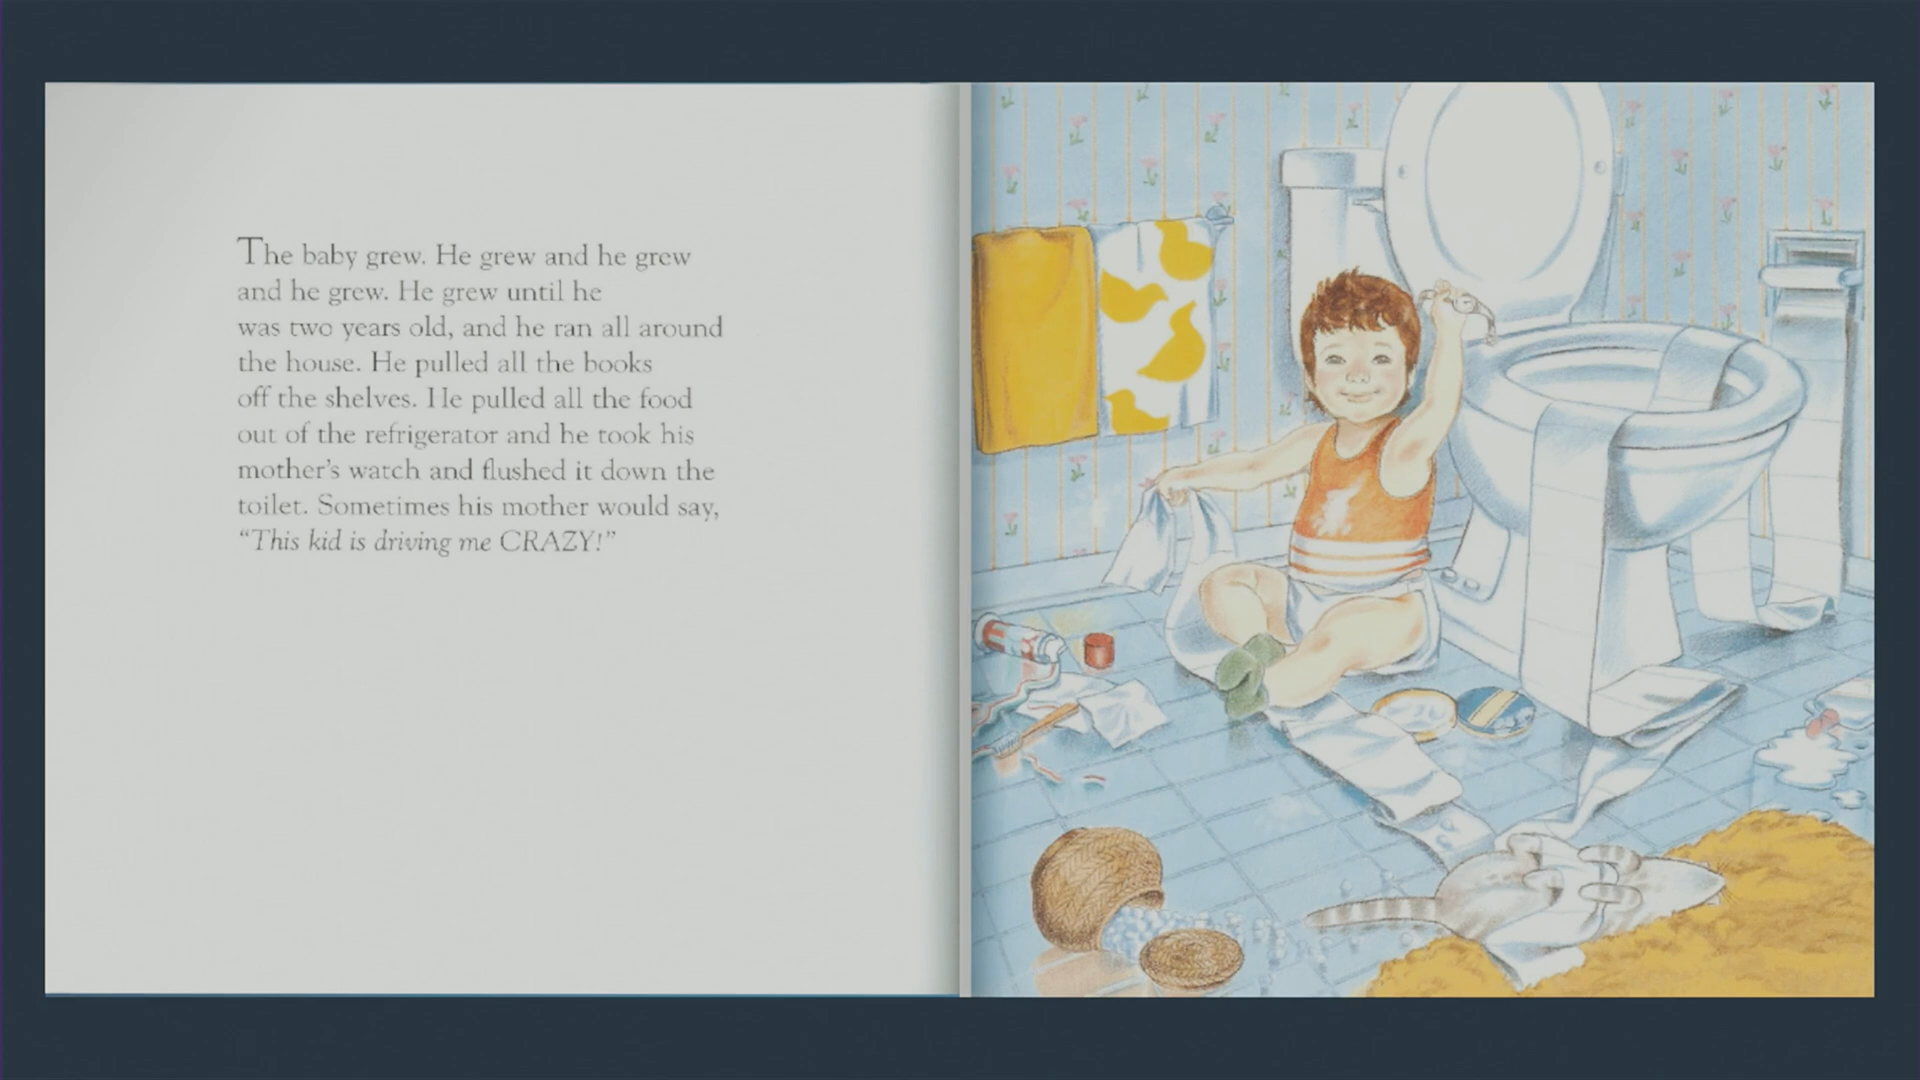 The baby grew. He grew and he grew
and he grew. He grew until he
was two years old, and he ran all around
the house. He pulled all the books
off the shelves. He pulled all the food
out of the refrigerator and he took his
mother's watch and flushed it down the
toilet. Sometimes his mother would say,
“This kid is driving me CRAZY!”